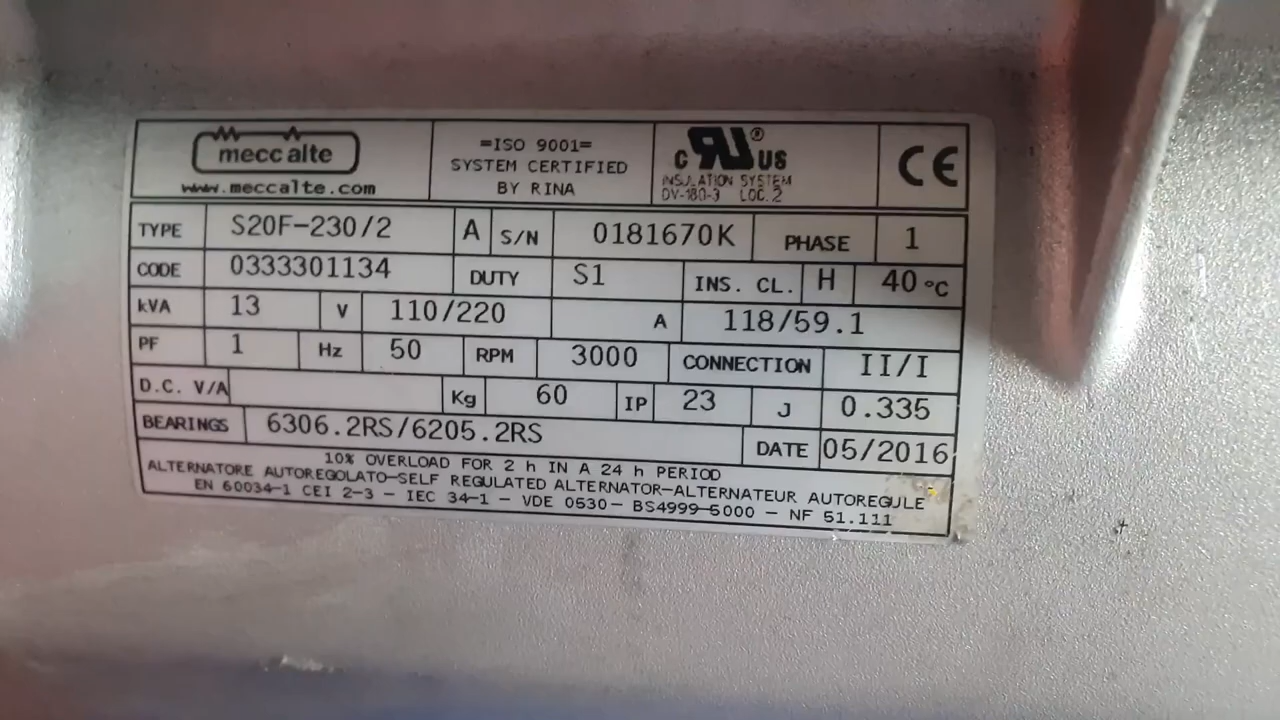 mecc alte
www.meccalte.com
=ISO 9001=
SYSTEM CERTIFIED
BY RINA
c RU ® US
INSULATION SYSTEM
DV-180-3 LOC.2
CE
TYPE S20F-230/2 A S/N 0181670K PHASE 1
CODE 0333301134 DUTY S1 INS. CL. H 40 °C
kVA 13 V 110/220 A 118/59.1
PF 1 Hz 50 RPM 3000 CONNECTION II/I
D.C. V/A Kg 60 IP 23 J 0.335
BEARINGS 6306.2RS/6205.2RS DATE 05/2016
10% OVERLOAD FOR 2 h IN A 24 h PERIOD
ALTERNATORE AUTOREGOLATO-SELF REGULATED ALTERNATOR-ALTERNATEUR AUTOREGULE
EN 60034-1 CEI 2-3 - IEC 34-1 - VDE 0530- BS4999-5000 - NF 51.111